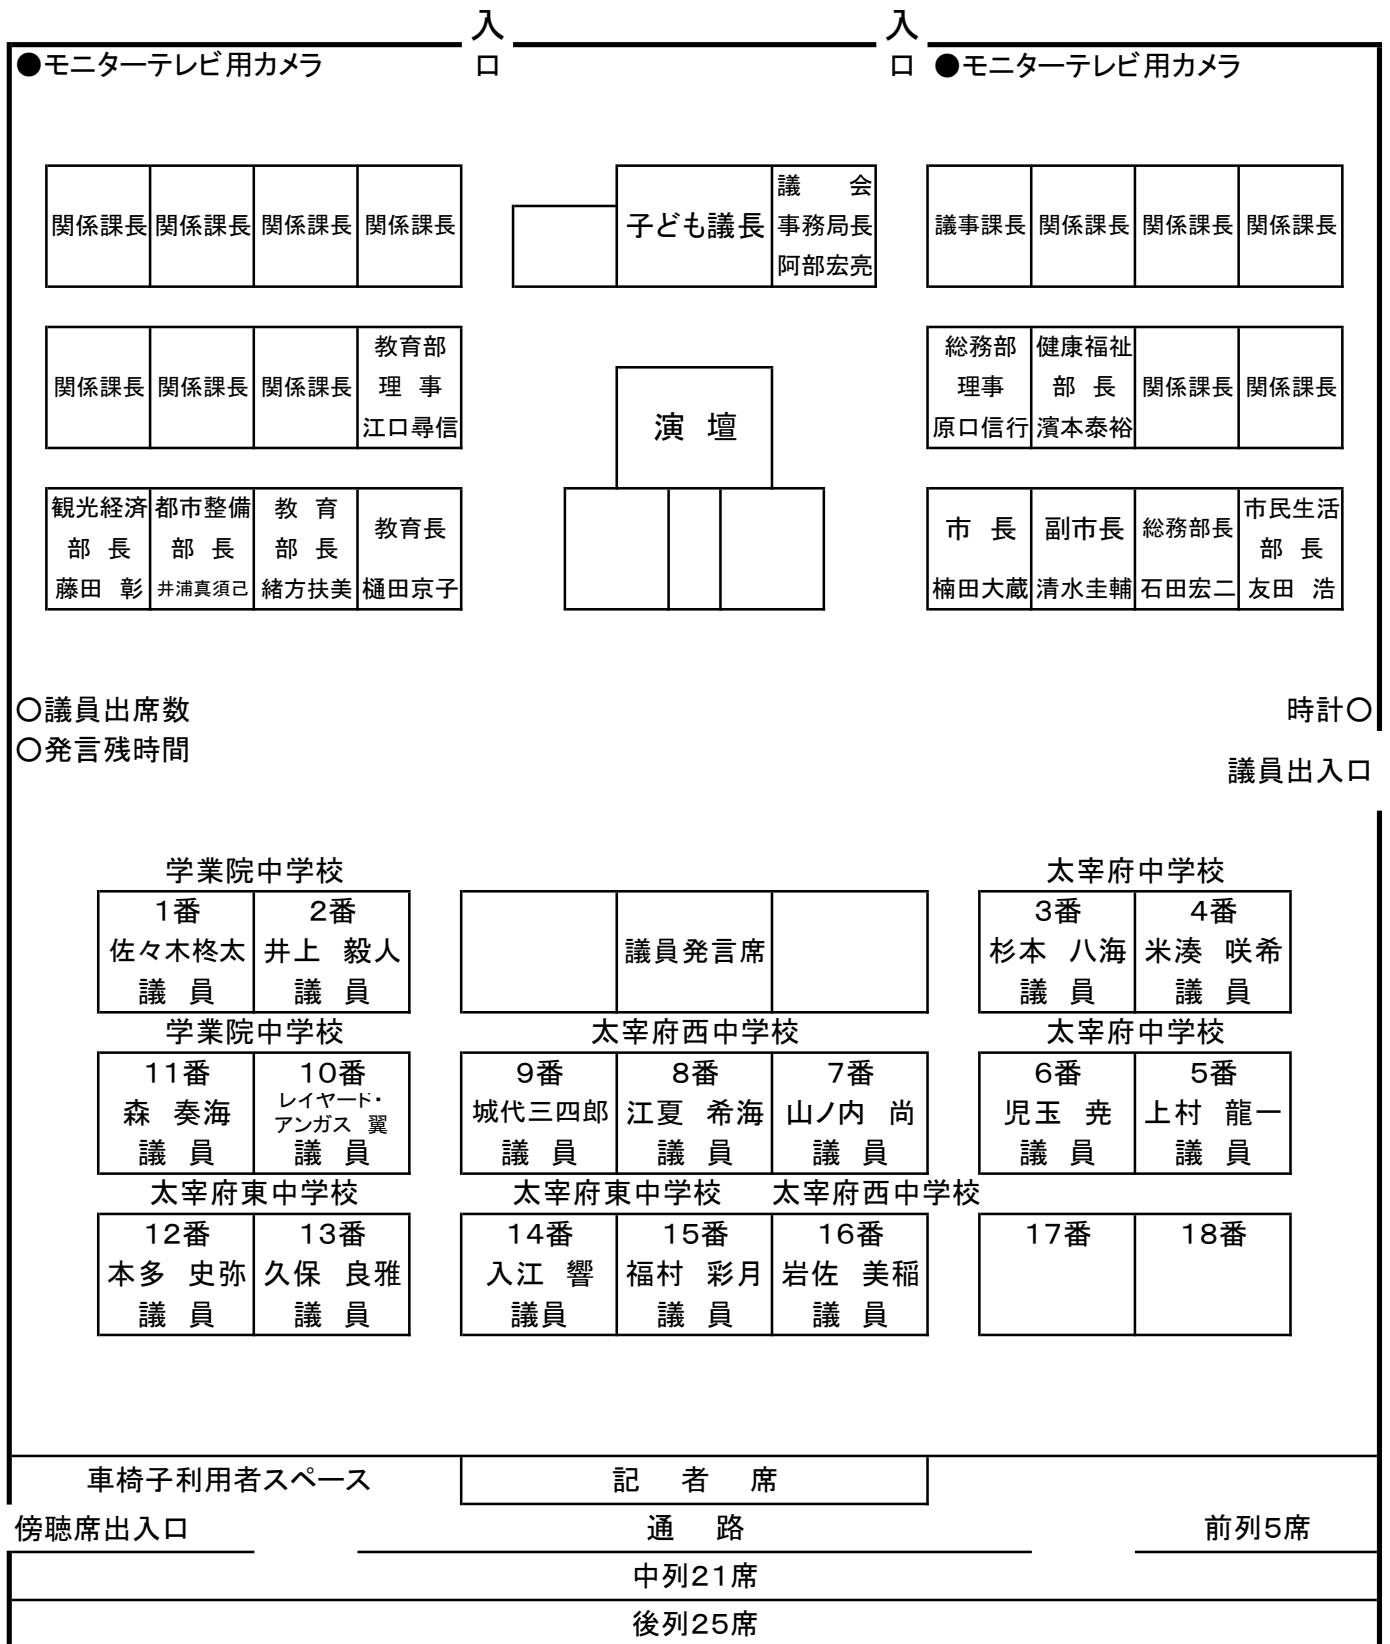 入 入
●モニターテレビ用カメラ 口 口 ●モニターテレビ用カメラ
関係課長 関係課長 関係課長 関係課長
子ども議長
議 会
事務局長
阿部宏亮
議事課長 関係課長 関係課長 関係課長
関係課長 関係課長 関係課長
教育部
理 事
江口尋信
演 壇
総務部
理事
原口信行
健康福祉
部 長
濱本泰裕
関係課長 関係課長
観光経済
部 長
藤田 彰
都市整備
部 長
井浦真須己
教 育
部 長
緒方扶美
教育長
樋田京子
市 長
楠田大蔵
副市長
清水圭輔
総務部長
石田宏二
市民生活
部 長
友田 浩
○議員出席数
○発言残時間
時計○
議員出入口
学業院中学校
1番
佐々木柊太
議 員
2番
井上 毅人
議 員
議員発言席
太宰府中学校
3番
杉本 八海
議 員
4番
米湊 咲希
議 員
学業院中学校
11番
森 奏海
議 員
10番
レイヤード・
アンガス 翼
議 員
太宰府西中学校
9番
城代三四郎
議 員
8番
江夏 希海
議 員
7番
山ノ内 尚
議 員
太宰府中学校
6番
児玉 尭
議 員
5番
上村 龍一
議 員
太宰府東中学校
12番
本多 史弥
議 員
13番
久保 良雅
議 員
太宰府東中学校
14番
入江 響
議員
15番
福村 彩月
議 員
太宰府西中学校
16番
岩佐 美稲
議 員
17番
18番
車椅子利用者スペース
記 者 席
傍聴席出入口
通 路
前列5席
中列21席
後列25席